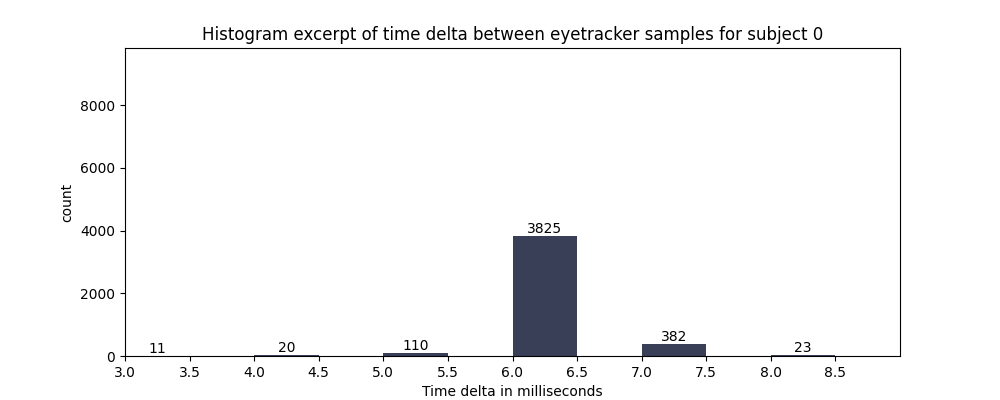 Histogram excerpt of time delta between eyetracker samples for subject 0
8000
6000
4000
2000
0
count
11
20
110
3825
382
23
3.0 3.5 4.0 4.5 5.0 5.5 6.0 6.5 7.0 7.5 8.0 8.5
Time delta in milliseconds